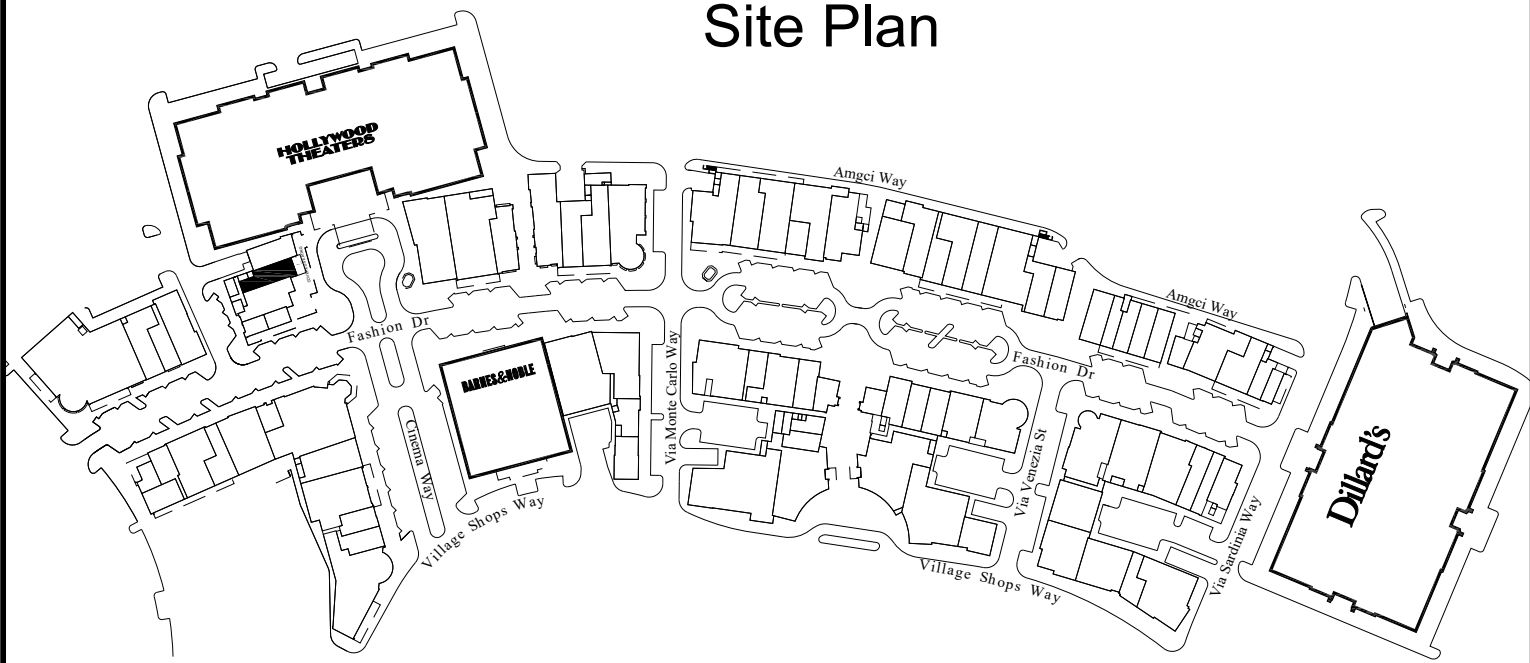 Site Plan
HOLLYWOOD
THEATERS
Amgci Way
Amgci Way
Fashion Dr
BARNES&NOBLE
Fashion Dr
Via Monte Carlo Way
Cinema Way
Dillard's
Via Venezia St
Village Shops Way
Via Sardinia Way
Village Shops Way